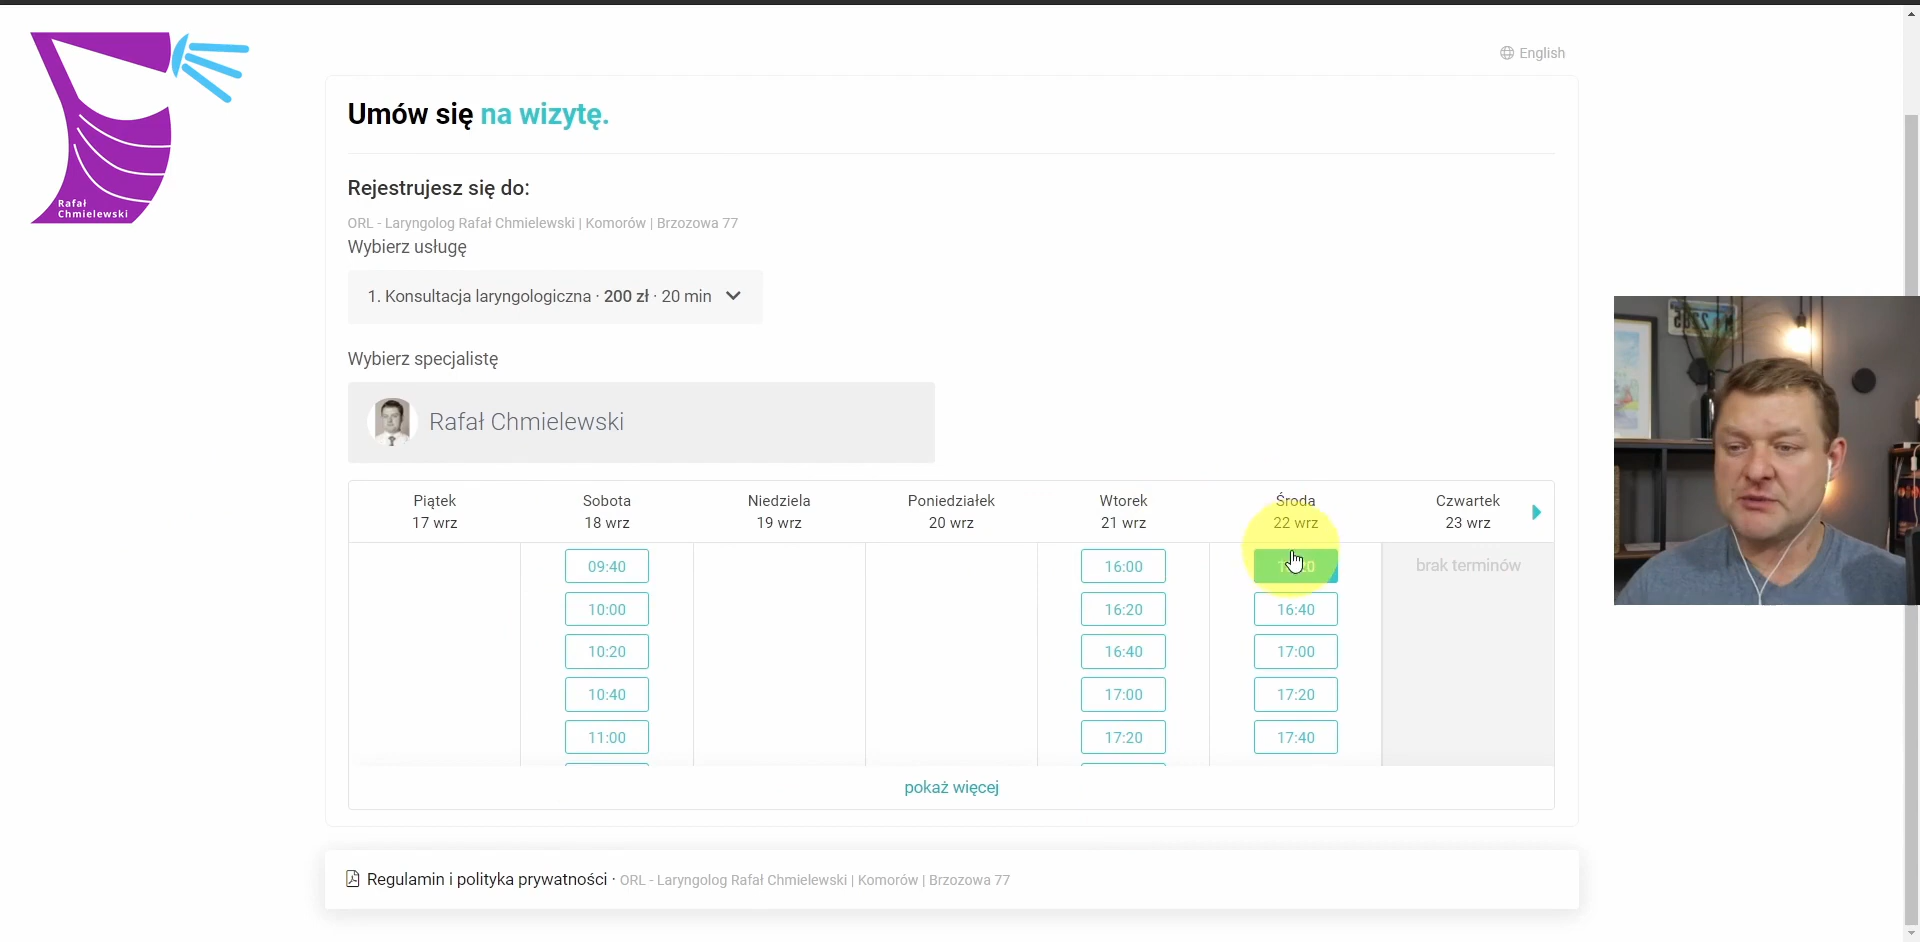 Rafał
Chmielewski
English
Umów się na wizytę.
Rejestrujesz się do:
ORL - Laryngolog Rafał Chmielewski | Komorów | Brzozowa 77
Wybierz usługę
1. Konsultacja laryngologiczna · 200 zł · 20 min
Wybierz specjalistę
Rafał Chmielewski
Piątek Sobota Niedziela Poniedziałek Wtorek Środa Czwartek
17 wrz 18 wrz 19 wrz 20 wrz 21 wrz 22 wrz 23 wrz
09:40 16:00 brak terminów
10:00 16:20 16:40
10:20 16:40 17:00
10:40 17:00 17:20
11:00 17:20 17:40
pokaż więcej
Regulamin i polityka prywatności · ORL - Laryngolog Rafał Chmielewski | Komorów | Brzozowa 77